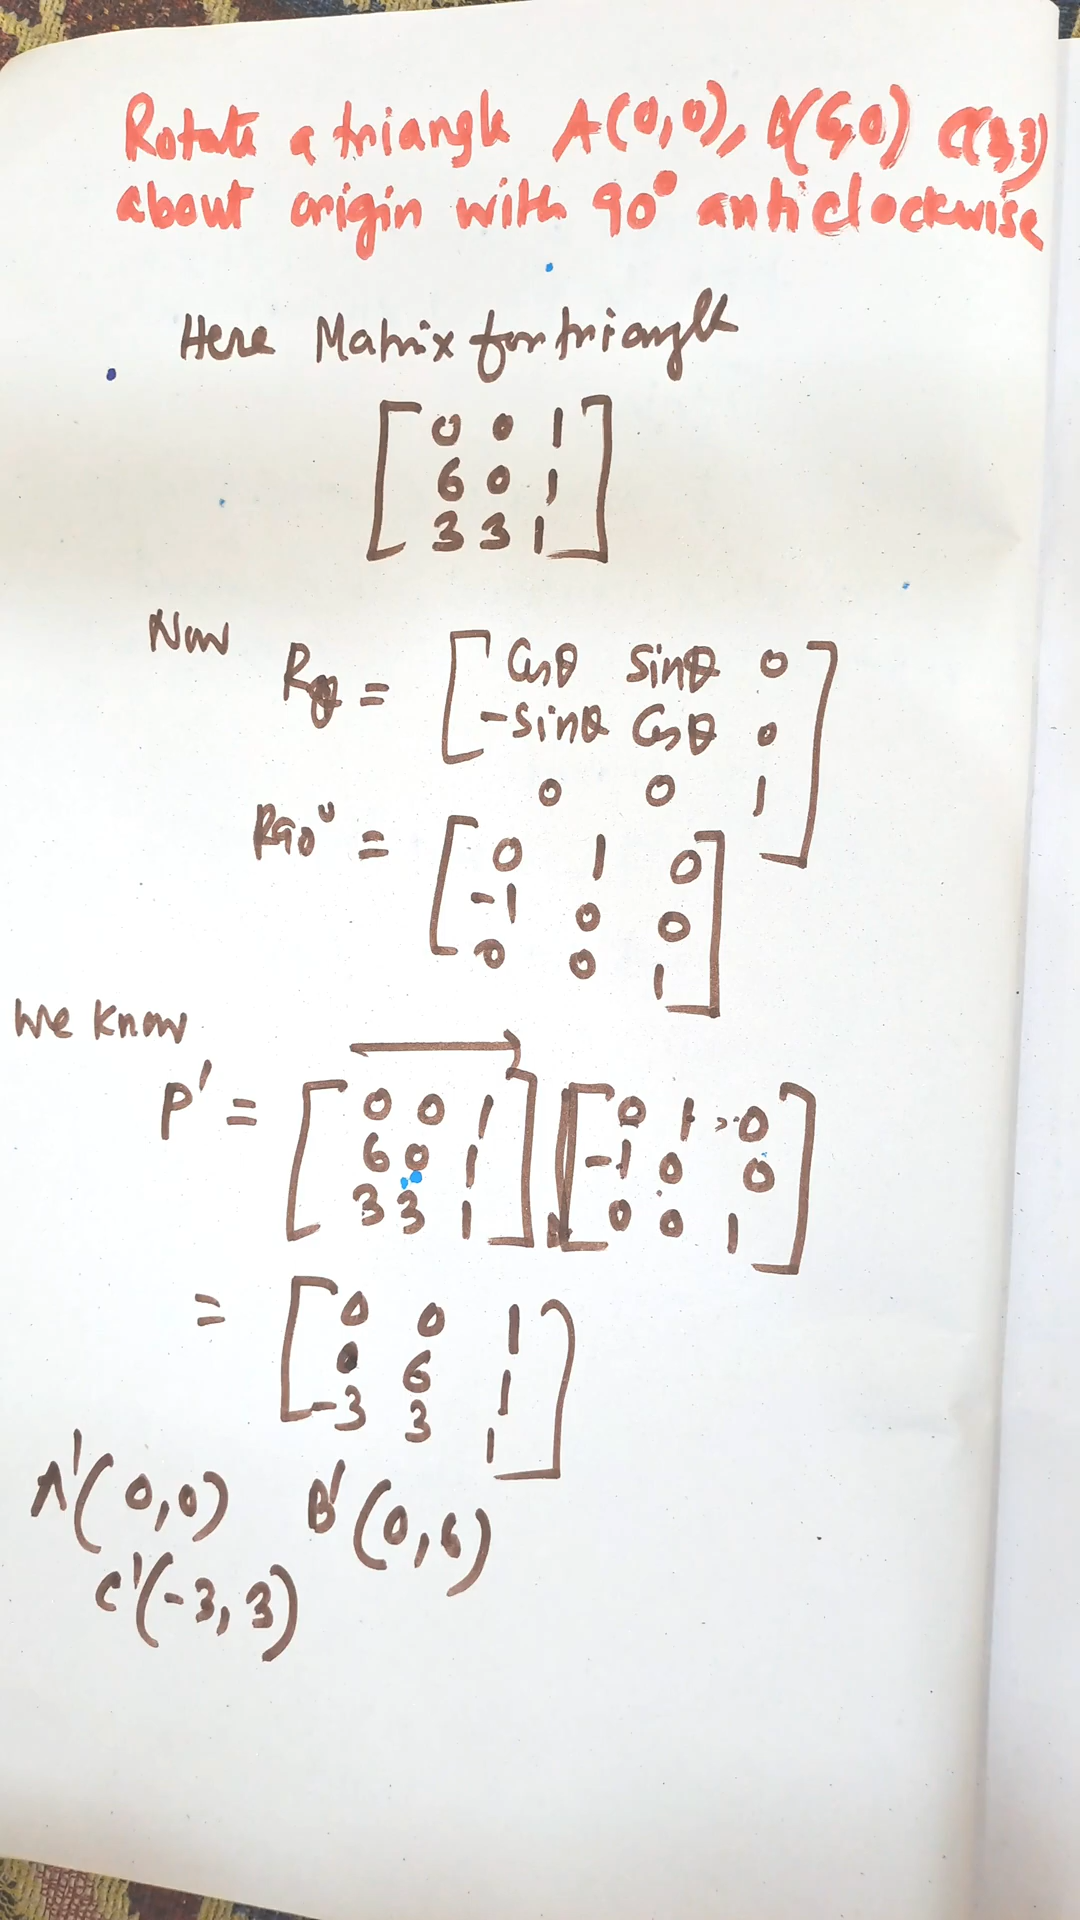 Rotate a triangle A(0,0), B(6,0) C(3,3)
about origin with 90° anticlockwise
Here Matrix for triangle
[ 0 0 1 ]
6 0 1
3 3 1
Now Rθ = [ Cosθ Sinθ 0 ]
-Sinθ Cosθ 0
0 0 1
R90° = [ 0 1 0 ]
-1 0 0
0 0 1
We know
P' = [ 0 0 1 ] . [ 0 1 0 ]
6 0 1 -1 0 0
3 3 1 0 0 1
= [ 0 0 1 ]
0 6 1
-3 3 1
A'(0,0) B'(0,6)
C'(-3,3)